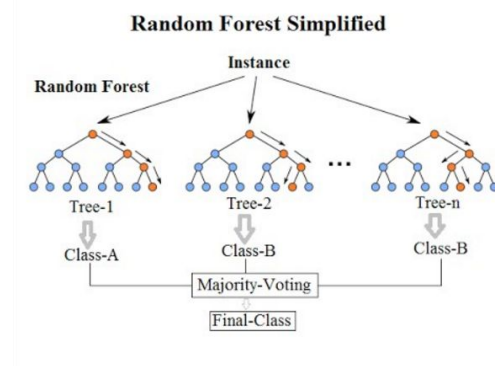 Random Forest Simplified
Instance
Random Forest
...
Tree-1
Tree-2
Tree-n
Class-A
Class-B
Class-B
Majority-Voting
Final-Class